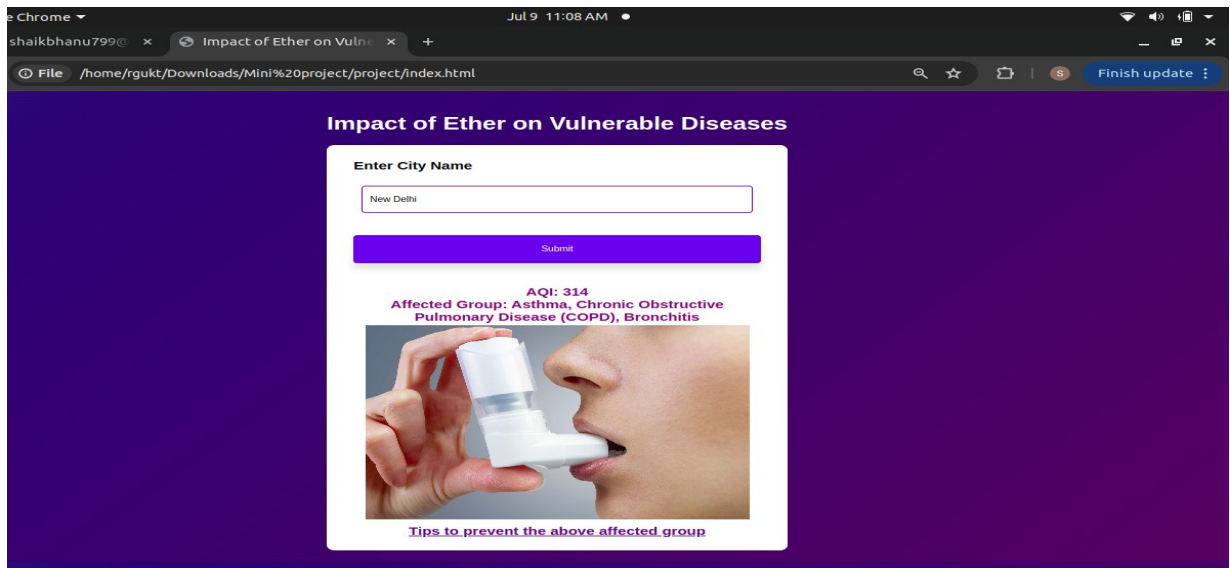 e Chrome
Jul 9 11:08 AM
shaikbhanu799@
Impact of Ether on Vulne
File /home/rgukt/Downloads/Mini%20project/project/index.html
S
Finish update
Impact of Ether on Vulnerable Diseases
Enter City Name
New Delhi
Submit
AQI: 314
Affected Group: Asthma, Chronic Obstructive
Pulmonary Disease (COPD), Bronchitis
Tips to prevent the above affected group